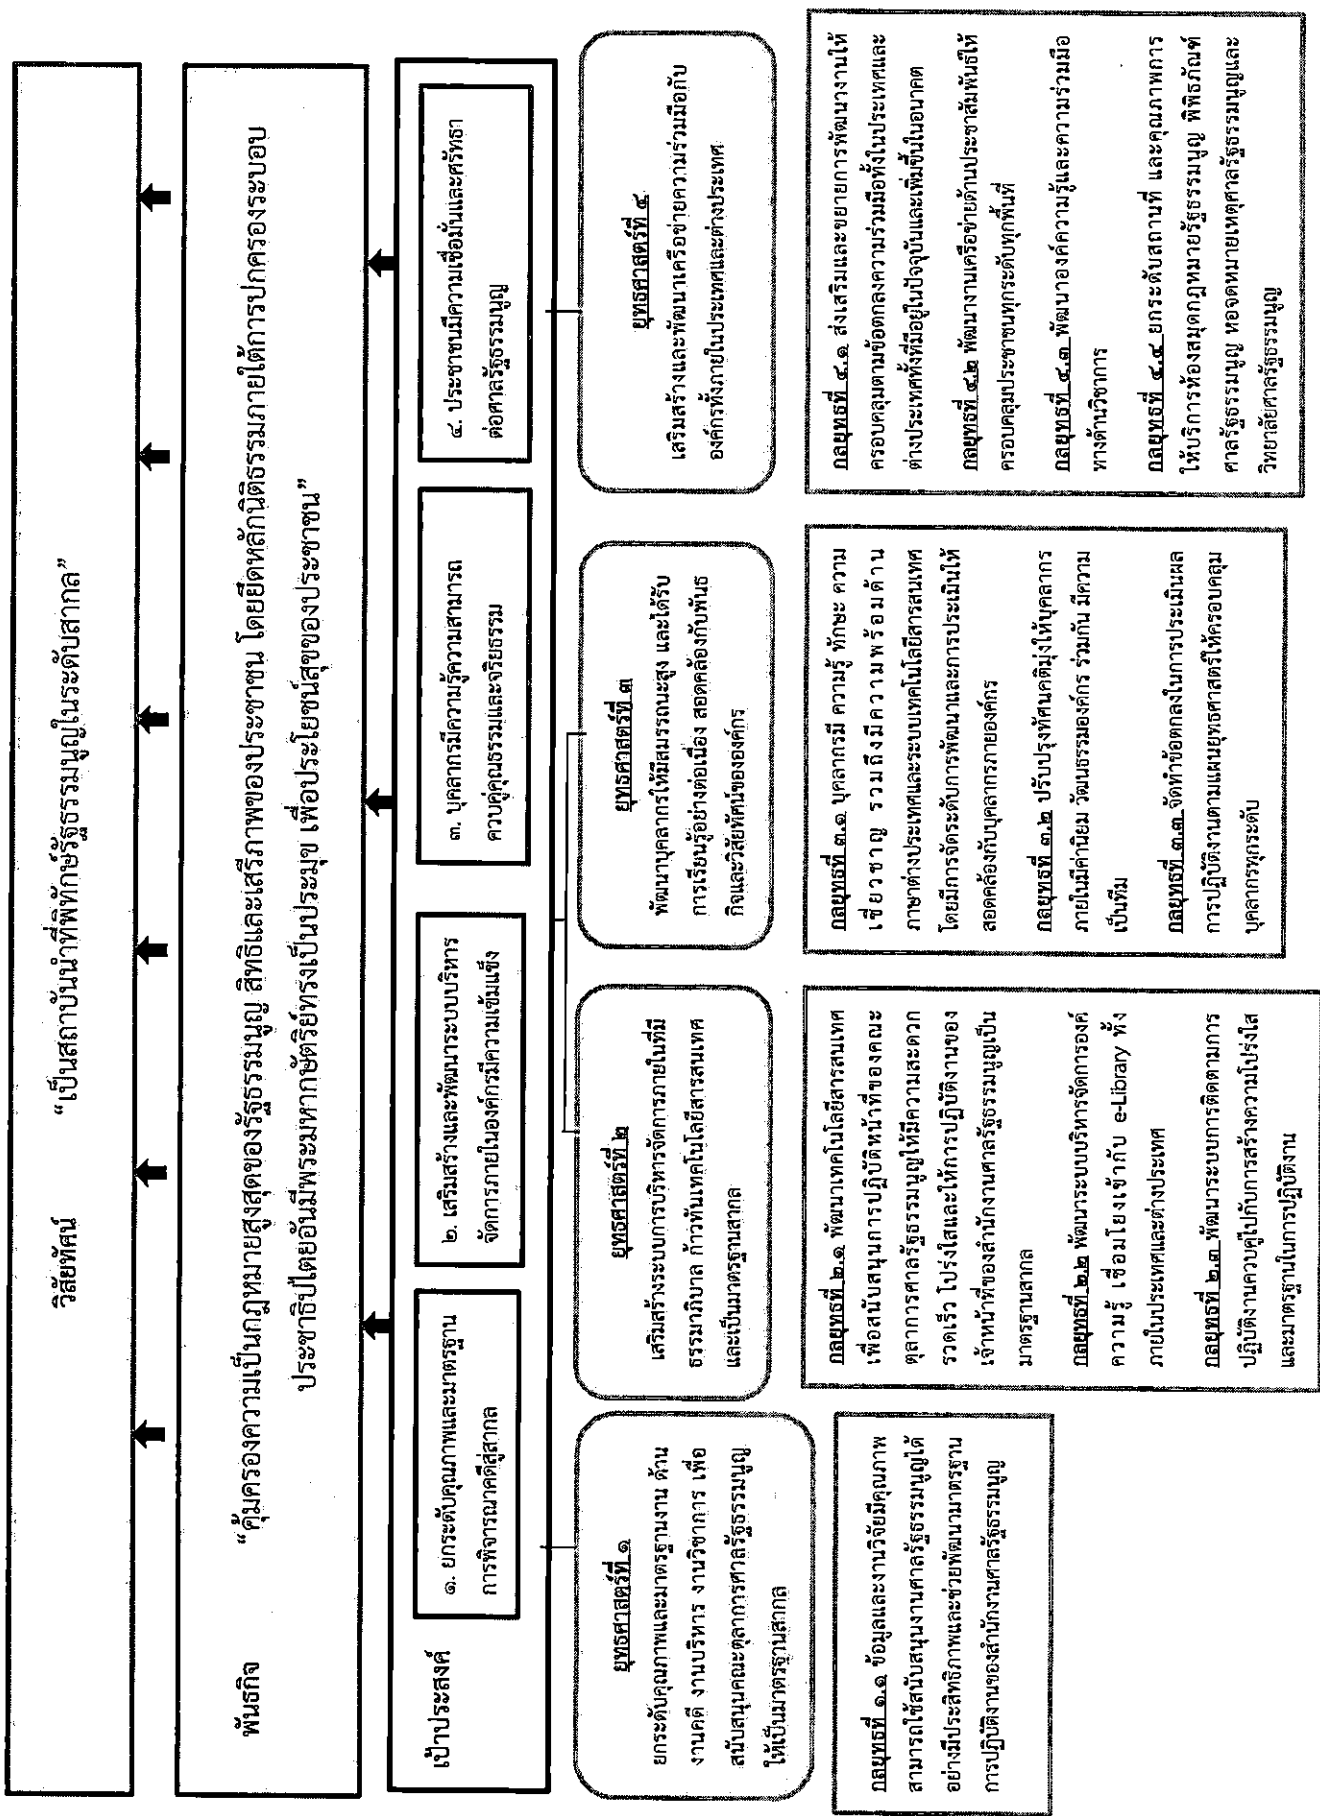 วิสัยทัศน์ “เป็นสถาบันนำที่พิทักษ์รัฐธรรมนูญในระดับสากล”
พันธกิจ “คุ้มครองความเป็นกฎหมายสูงสุดของรัฐธรรมนูญ สิทธิและเสรีภาพของประชาชน โดยยึดหลักนิติธรรมภายใต้การปกครองระบอบ
ประชาธิปไตยอันมีพระมหากษัตริย์ทรงเป็นประมุข เพื่อประโยชน์สุขของประชาชน”
เป้าประสงค์
๑. ยกระดับคุณภาพและมาตรฐาน
การพิจารณาคดีสู่สากล
๒. เสริมสร้างและพัฒนาระบบบริหาร
จัดการภายในองค์กรมีความเข้มแข็ง
๓. บุคลากรมีความรู้ความสามารถ
ควบคู่คุณธรรมและจริยธรรม
๔. ประชาชนมีความเชื่อมั่นและศรัทธา
ต่อศาลรัฐธรรมนูญ
ยุทธศาสตร์ที่ ๑
ยกระดับคุณภาพและมาตรฐานงาน ด้าน
งานคดี งานบริหาร งานวิชาการ เพื่อ
สนับสนุนคณะตุลาการศาลรัฐธรรมนูญ
ให้เป็นมาตรฐานสากล
ยุทธศาสตร์ที่ ๒
เสริมสร้างระบบการบริหารจัดการภายในที่มี
ธรรมาภิบาล ก้าวทันเทคโนโลยีสารสนเทศ
และเป็นมาตรฐานสากล
ยุทธศาสตร์ที่ ๓
พัฒนาบุคลากรให้มีสมรรถนะสูง และได้รับ
การเรียนรู้อย่างต่อเนื่อง สอดคล้องกับพันธ
กิจและวิสัยทัศน์ขององค์กร
ยุทธศาสตร์ที่ ๔
เสริมสร้างและพัฒนาเครือข่ายความร่วมมือกับ
องค์กรทั้งภายในประเทศและต่างประเทศ
กลยุทธที่ ๑.๑ ข้อมูลและงานวิจัยมีคุณภาพ
สามารถใช้สนับสนุนงานศาลรัฐธรรมนูญได้
อย่างมีประสิทธิภาพและช่วยพัฒนามาตรฐาน
การปฏิบัติงานของสำนักงานศาลรัฐธรรมนูญ
กลยุทธที่ ๒.๑ พัฒนาเทคโนโลยีสารสนเทศ
เพื่อสนับสนุนการปฏิบัติหน้าที่ของคณะ
ตุลาการศาลรัฐธรรมนูญให้มีความสะดวก
รวดเร็ว โปร่งใสและให้การปฏิบัติงานของ
เจ้าหน้าที่ของสำนักงานศาลรัฐธรรมนูญเป็น
มาตรฐานสากล
กลยุทธที่ ๒.๒ พัฒนาระบบบริหารจัดการองค์
ความรู้ เชื่อมโยงเข้ากับ e-Library ทั้ง
ภายในประเทศและต่างประเทศ
กลยุทธที่ ๒.๓ พัฒนาระบบการติดตามการ
ปฏิบัติงานควบคู่ไปกับการสร้างความโปร่งใส
และมาตรฐานในการปฏิบัติงาน
กลยุทธที่ ๓.๑ บุคลากรมี ความรู้ ทักษะ ความ
เชี่ยวชาญ รวมถึงมีความพร้อมด้าน
ภาษาต่างประเทศและระบบเทคโนโลยีสารสนเทศ
โดยมีการจัดระดับการพัฒนาและการประเมินให้
สอดคล้องกับบุคลากรภายองค์กร
กลยุทธที่ ๓.๒ ปรับปรุงทัศนคติมุ่งให้บุคลากร
ภายในมีค่านิยม วัฒนธรรมองค์กร ร่วมกัน มีความ
เป็นทีม
กลยุทธที่ ๓.๓ จัดทำข้อตกลงในการประเมินผล
การปฏิบัติงานตามแผนยุทธศาสตร์ให้ครอบคลุม
บุคลากรทุกระดับ
กลยุทธที่ ๔.๑ ส่งเสริมและขยายการพัฒนางานให้
ครอบคลุมตามข้อตกลงความร่วมมือทั้งในประเทศและ
ต่างประเทศทั้งที่มีอยู่ในปัจจุบันและเพิ่มขึ้นในอนาคต
กลยุทธที่ ๔.๒ พัฒนางานเครือข่ายด้านประชาสัมพันธ์ให้
ครอบคลุมประชาชนทุกระดับทุกพื้นที่
กลยุทธที่ ๔.๓ พัฒนาองค์ความรู้และความร่วมมือ
ทางด้านวิชาการ
กลยุทธที่ ๔.๔ ยกระดับสถานที่ และคุณภาพการ
ให้บริการห้องสมุดกฎหมายรัฐธรรมนูญ พิพิธภัณฑ์
ศาลรัฐธรรมนูญ หอจดหมายเหตุศาลรัฐธรรมนูญและ
วิทยาลัยศาลรัฐธรรมนูญ